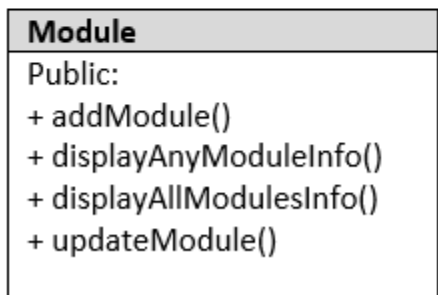 Module
Public:
+ addModule()
+ displayAnyModuleInfo()
+ displayAllModulesInfo()
+ updateModule()